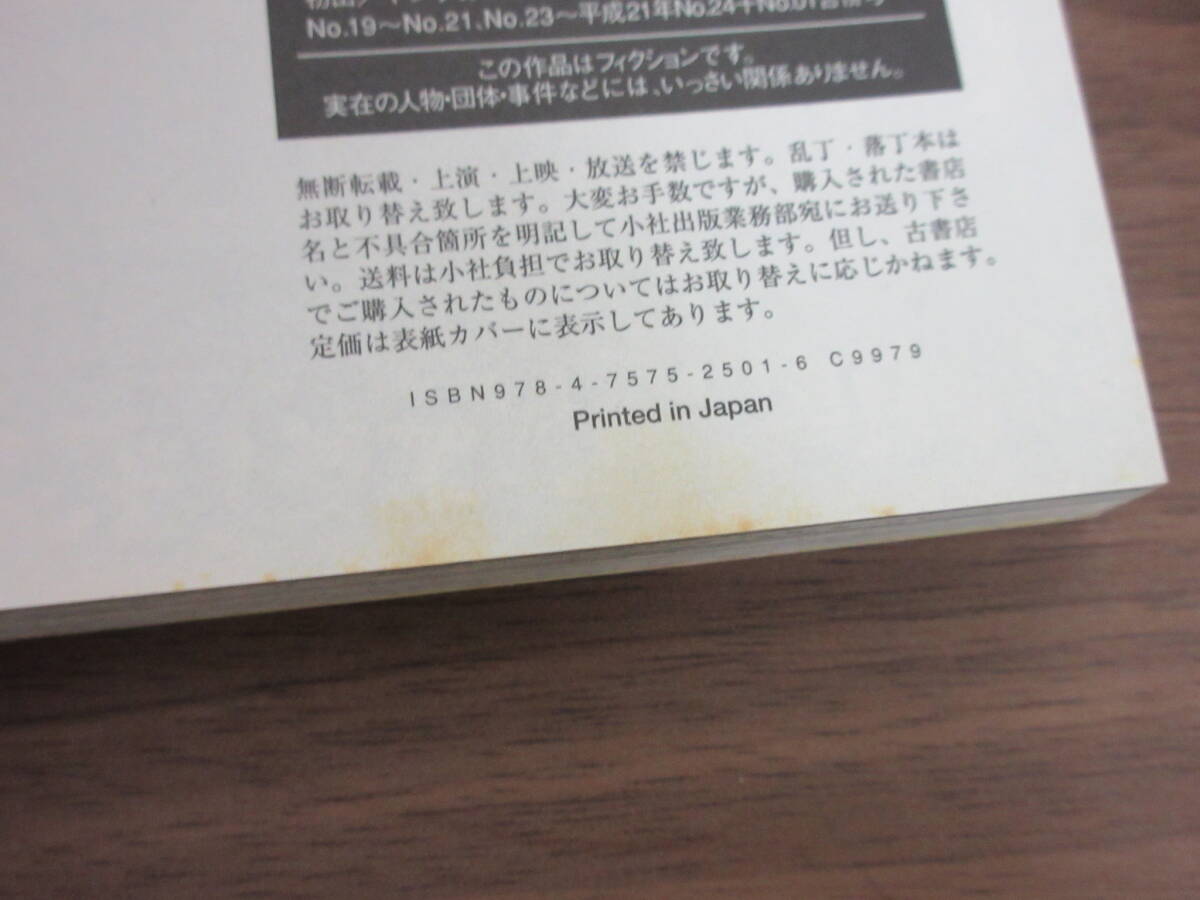 No.19～No.21、No.23～平成21年No.24＋No.01
この作品はフィクションです。
実在の人物・団体・事件などには、いっさい関係ありません。
無断転載・上演・上映・放送を禁じます。乱丁・落丁本は
お取り替え致します。大変お手数ですが、購入された書店
名と不具合箇所を明記して小社出版業務部宛にお送り下さ
い。送料は小社負担でお取り替え致します。但し、古書店
でご購入されたものについてはお取り替えに応じかねます。
定価は表紙カバーに表示してあります。
ISBN978-4-7575-2501-6 C9979
Printed in Japan